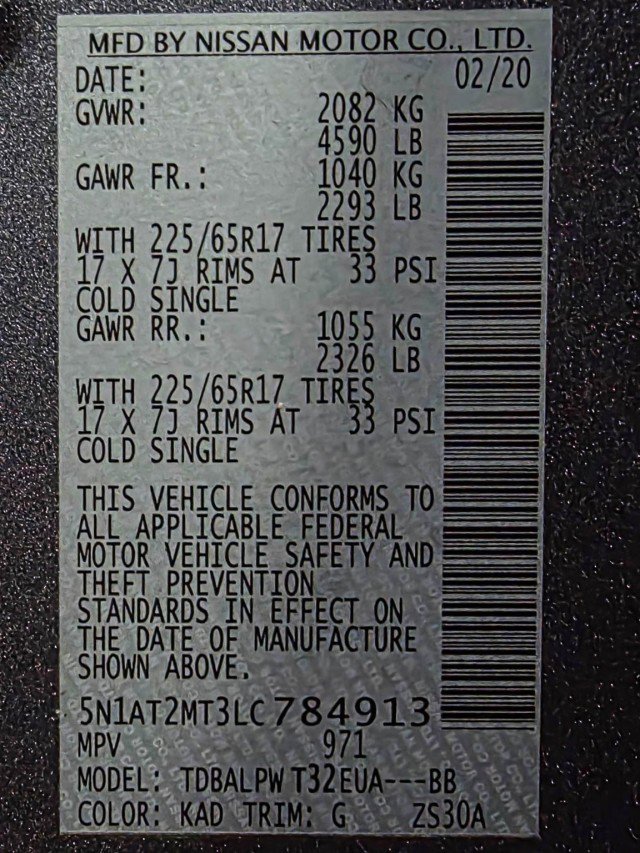 MFD BY NISSAN MOTOR CO., LTD.
DATE: 02/20
GVWR: 2082 KG
4590 LB
GAWR FR.: 1040 KG
2293 LB
WITH 225/65R17 TIRES
17 X 7J RIMS AT 33 PSI
COLD SINGLE
GAWR RR.: 1055 KG
2326 LB
WITH 225/65R17 TIRES
17 X 7J RIMS AT 33 PSI
COLD SINGLE
THIS VEHICLE CONFORMS TO
ALL APPLICABLE FEDERAL
MOTOR VEHICLE SAFETY AND
THEFT PREVENTION
STANDARDS IN EFFECT ON
THE DATE OF MANUFACTURE
SHOWN ABOVE.
5N1AT2MT3LC784913
MPV 971
MODEL: TDBALPW T32EUA---BB
COLOR: KAD TRIM: G ZS30A